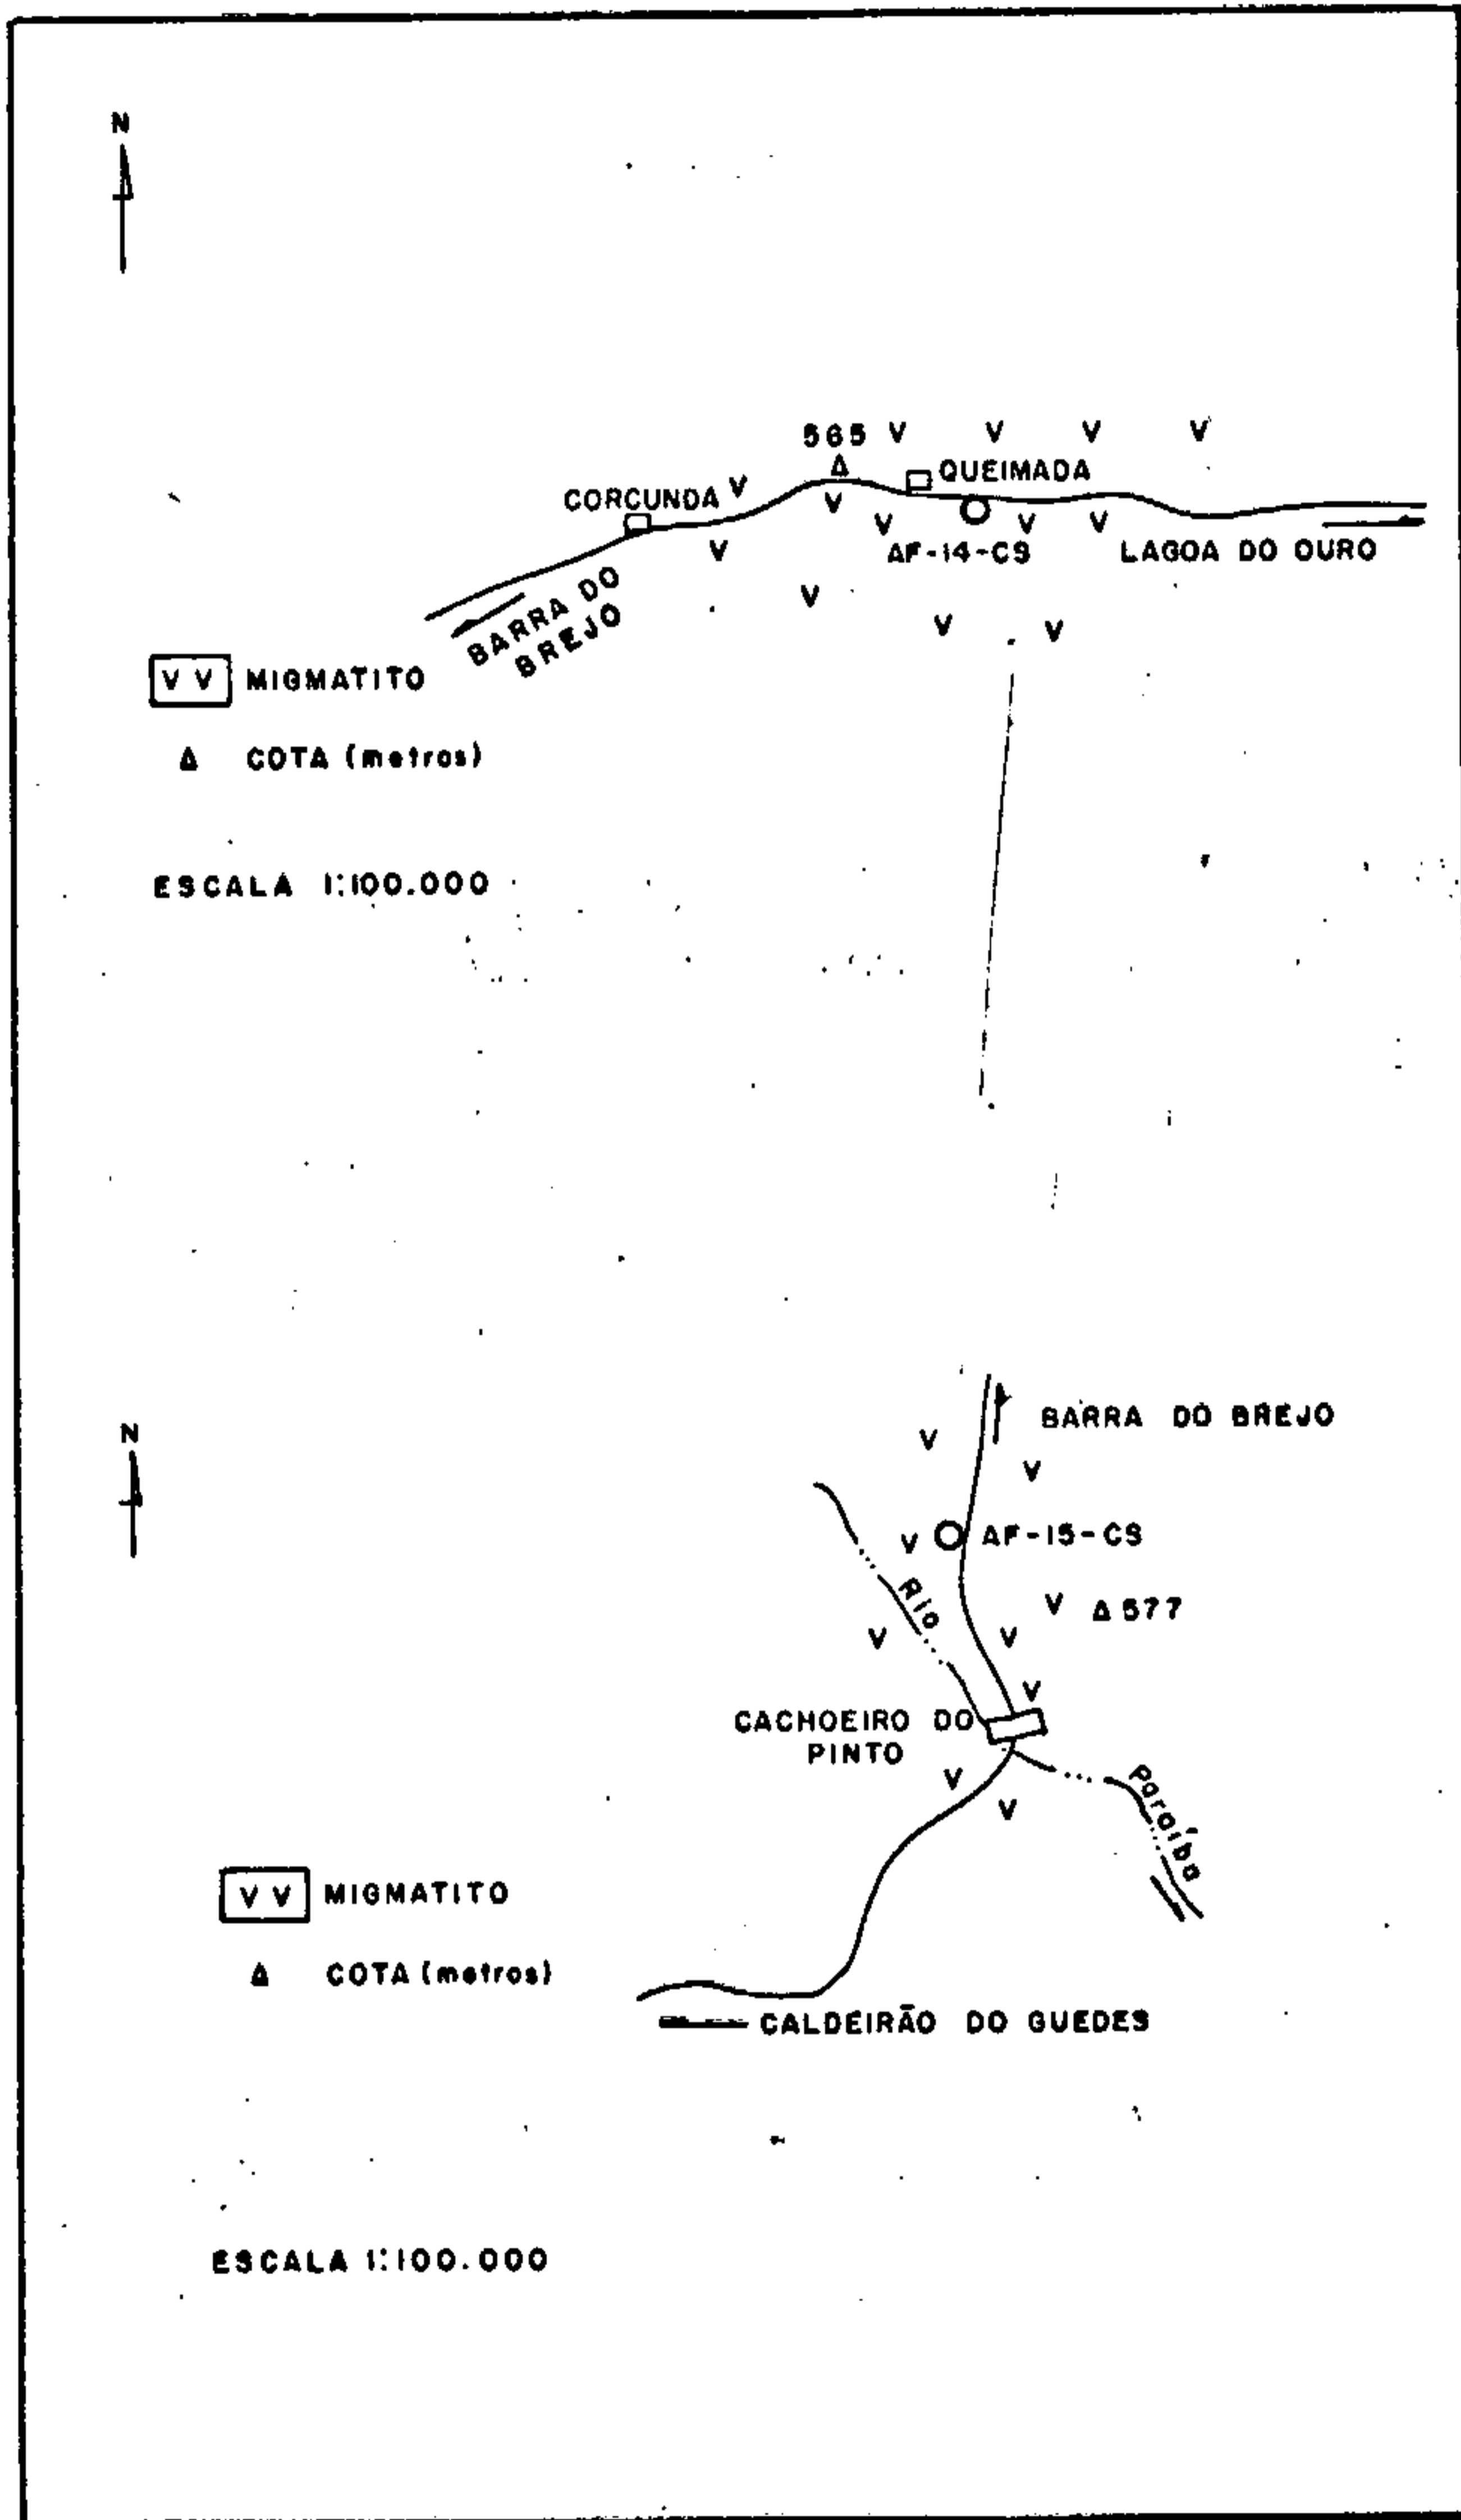 N
565 V V V V
QUEIMADA
CORCUNDA V
V V V V
V
AF-14-CS
LAGOA DO OURO
V
V V
BARRA DO
BREJO
V V MIGMATITO
Δ COTA (metros)
ESCALA 1:100.000
N
BARRA DO BREJO
V
V
V AF-15-CS
Rio
V Δ 577
V V
V
CACHOEIRO DO
PINTO
V
V
Paraíba
V V MIGMATITO
Δ COTA (metros)
CALDEIRÃO DO GUEDES
ESCALA 1:100.000